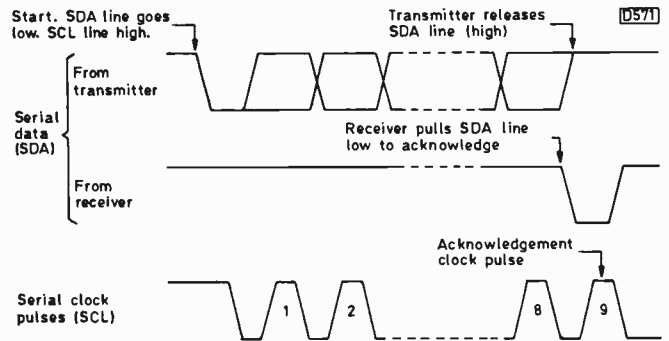 Start. SDA line goes
low. SCL line high.
Transmitter releases
SDA line (high)
D571
From
transmitter
Serial
data
(SDA)
Receiver pulls SDA line
low to acknowledge
From
receiver
Acknowledgement
clock pulse
Serial clock
pulses (SCL)
1
2
8
9